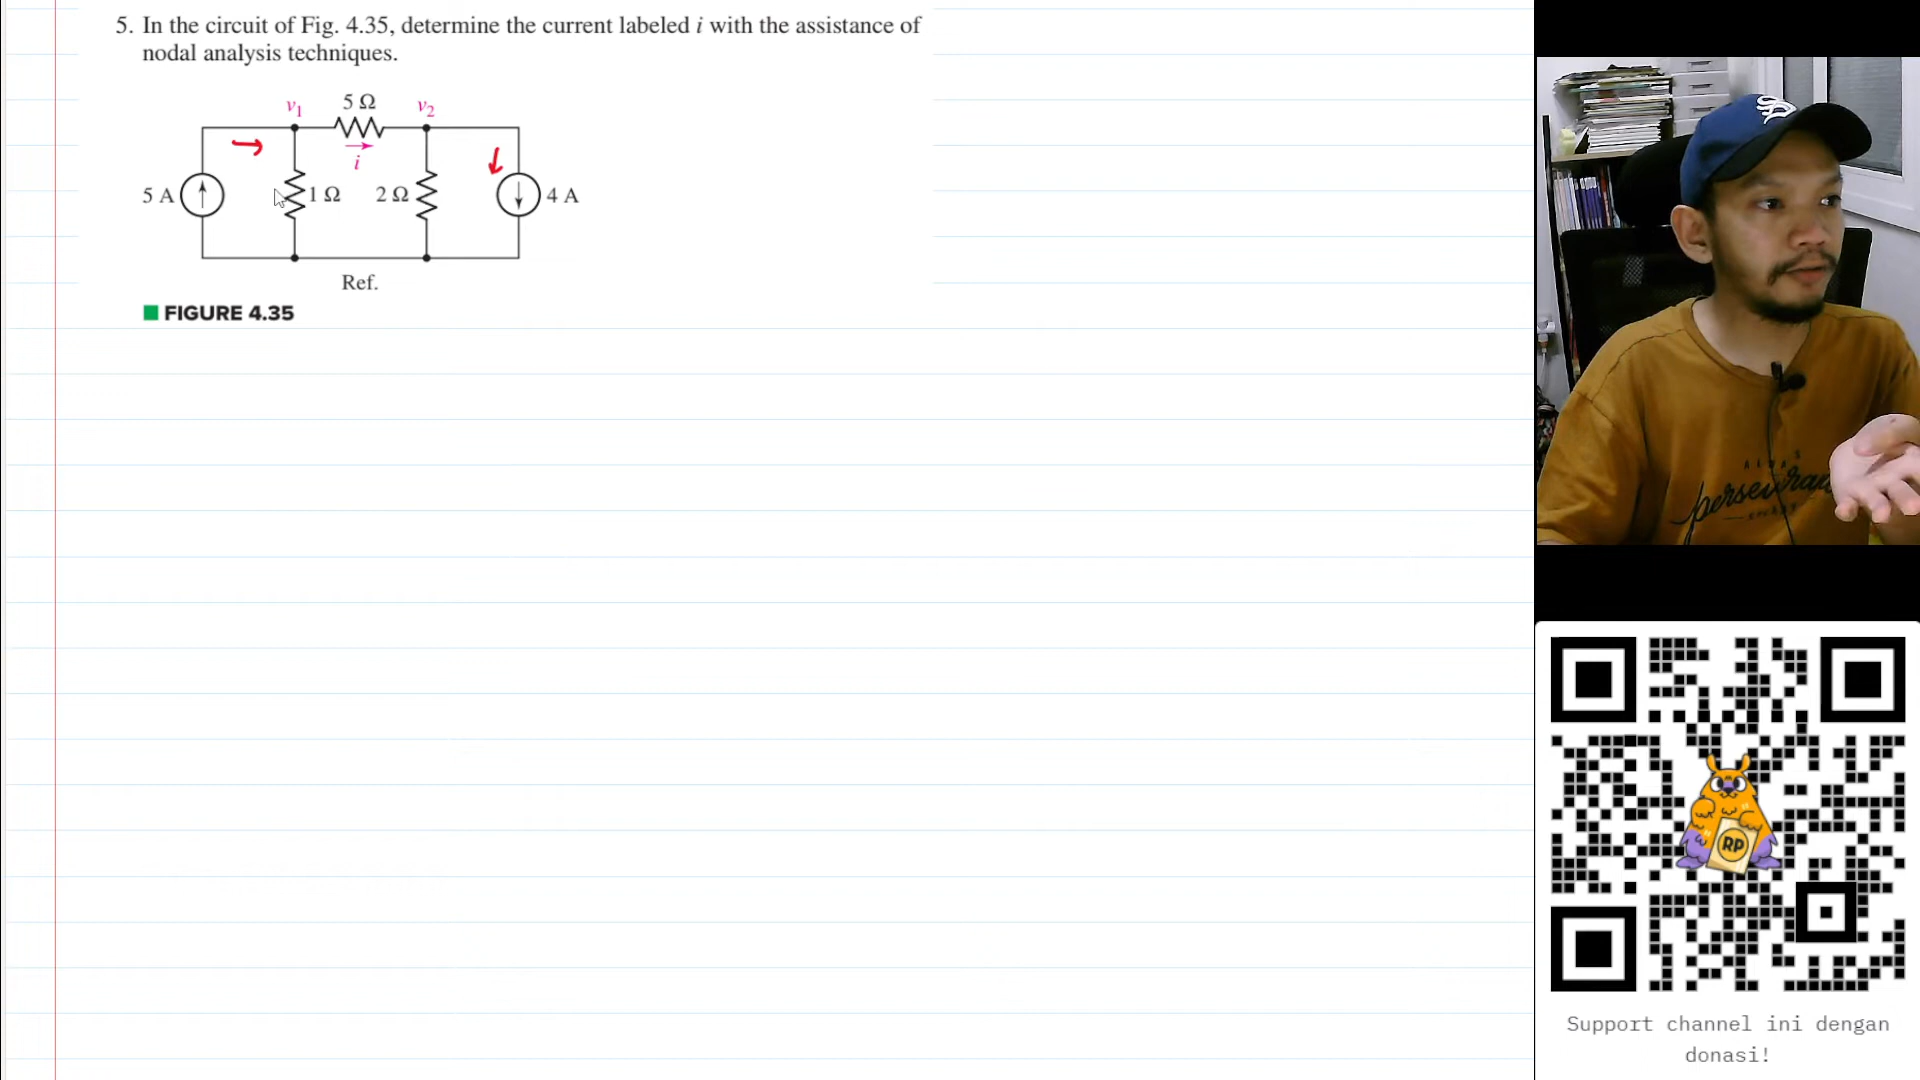 5. In the circuit of Fig. 4.35, determine the current labeled i with the assistance of
nodal analysis techniques.
v1 5 Ω v2
i
5 A 1 Ω 2 Ω 4 A
Ref.
FIGURE 4.35
RP
Support channel ini dengan
donasi!